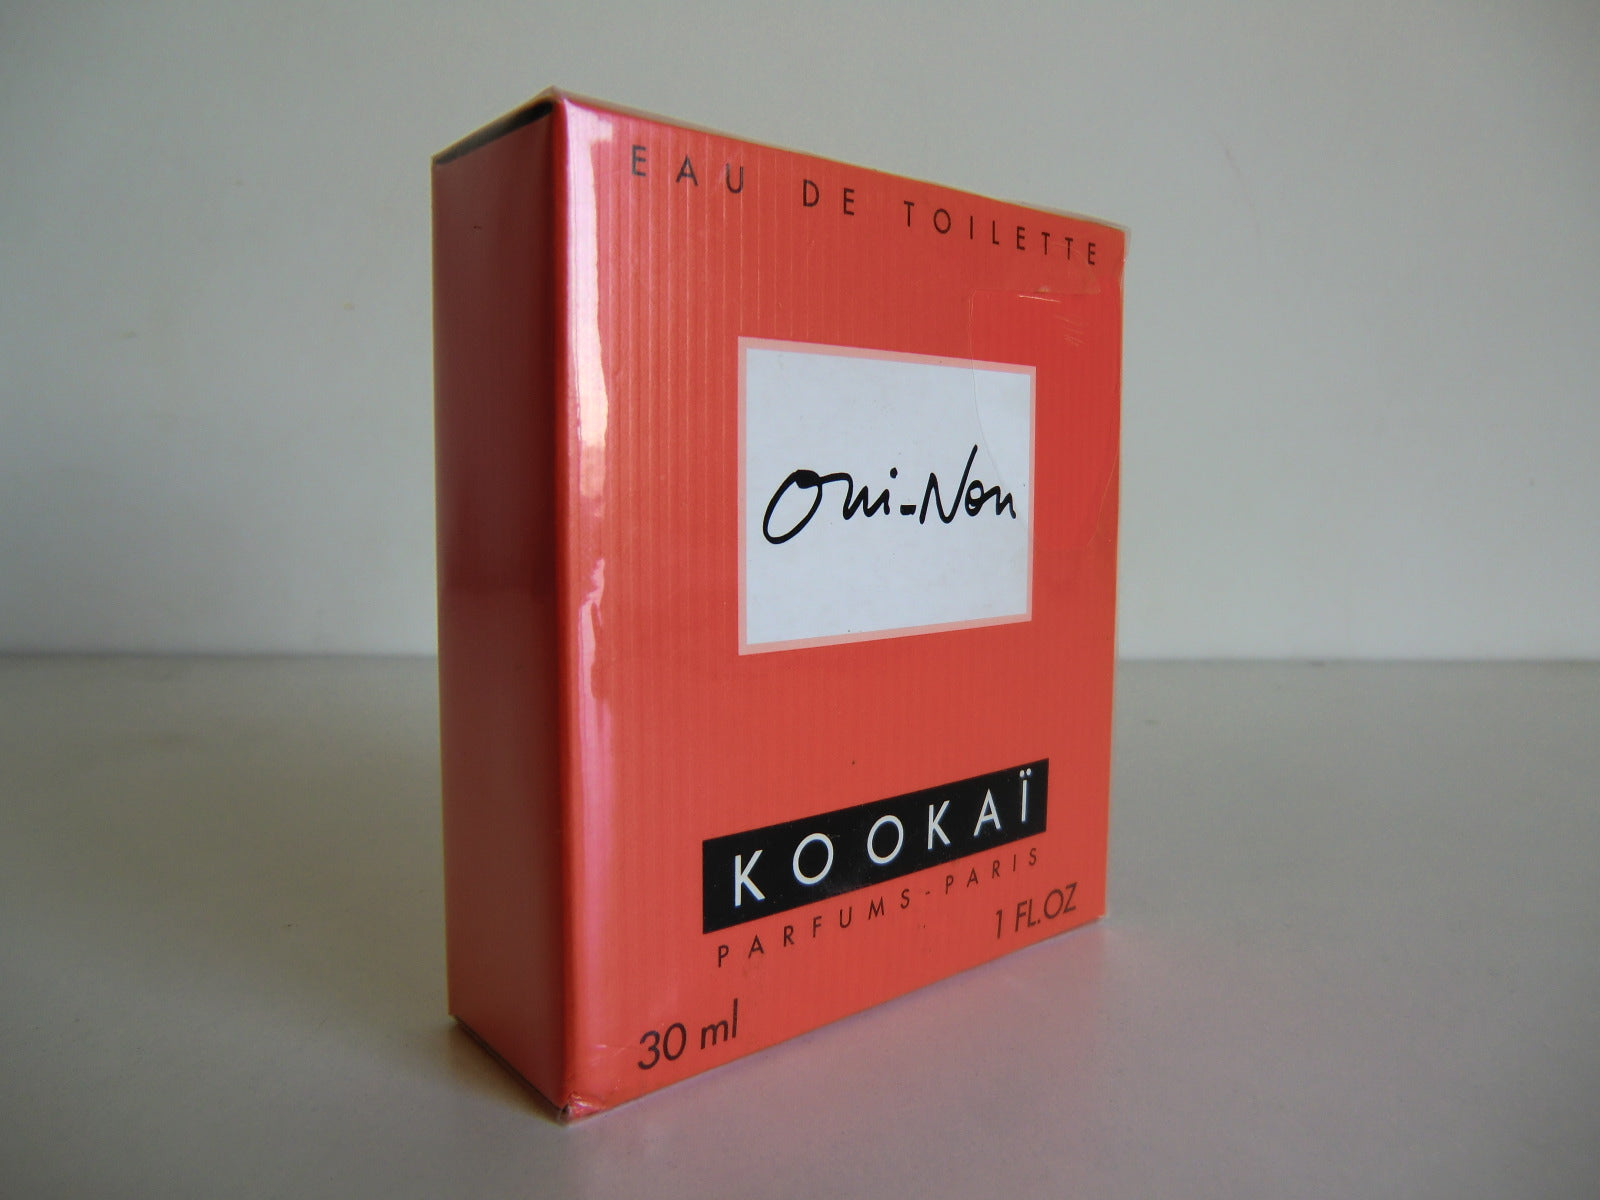 EAU DE TOILETTE
Oui-Non
KOOKAÏ
PARFUMS-PARIS
1 FL.OZ
30 ml